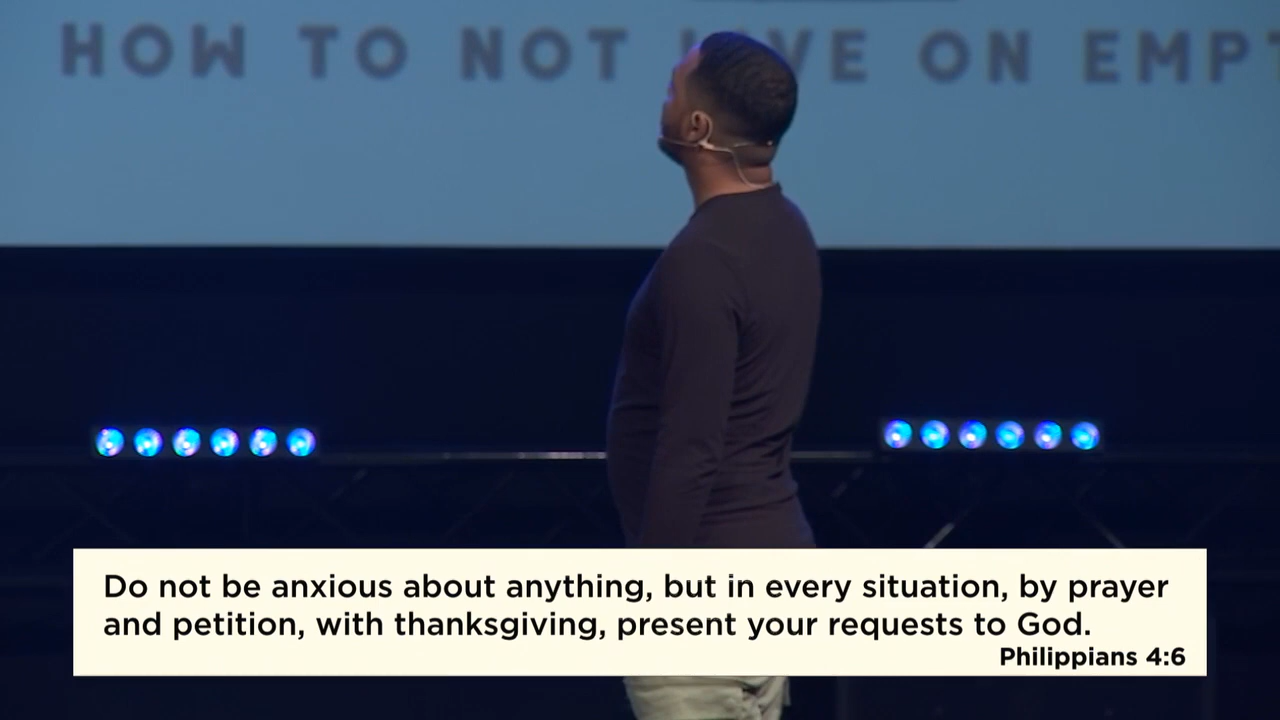 HOW TO NOT LIVE ON EMPT
Do not be anxious about anything, but in every situation, by prayer
and petition, with thanksgiving, present your requests to God.
Philippians 4:6